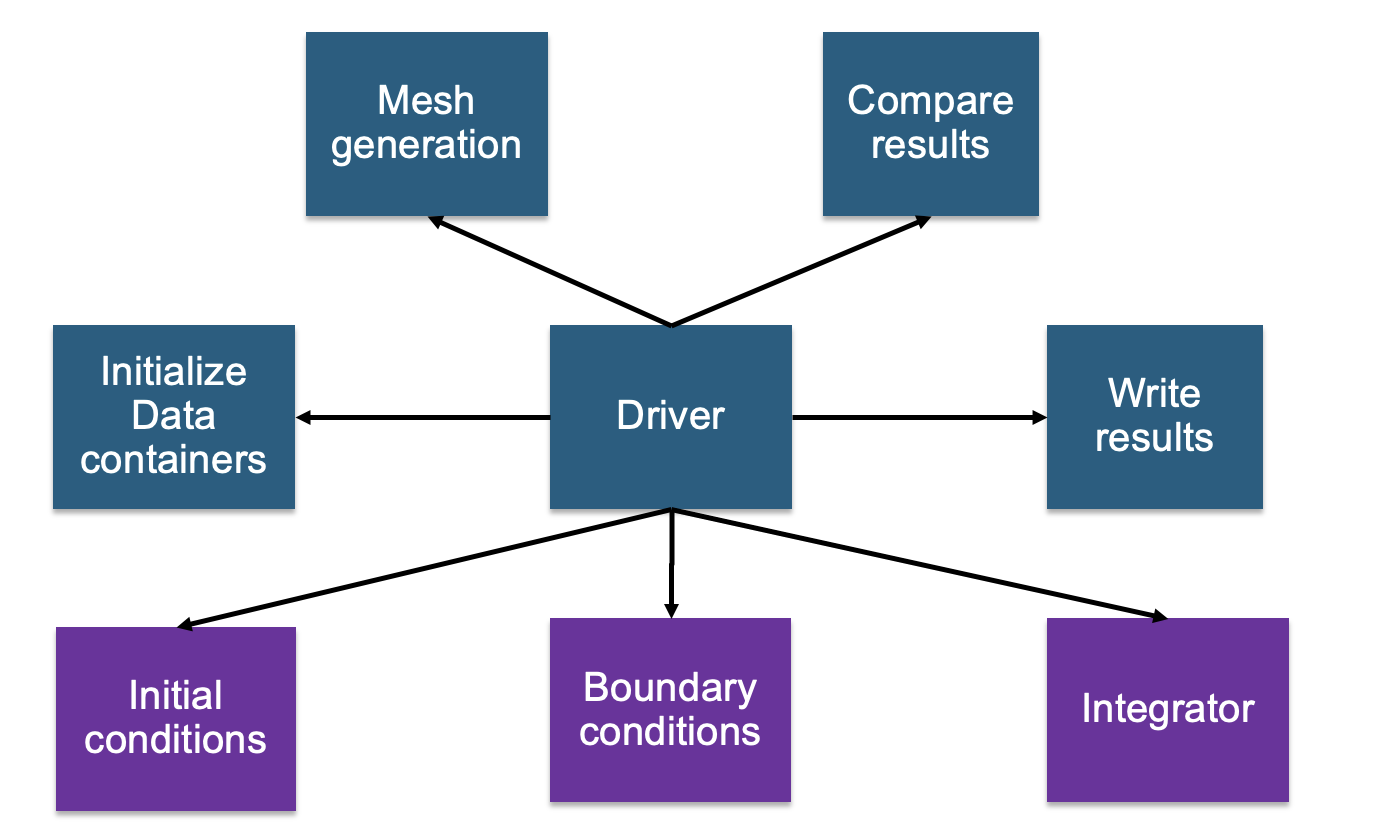 Mesh
generation
Compare
results
Initialize
Data
containers
Driver
Write
results
Initial
conditions
Boundary
conditions
Integrator